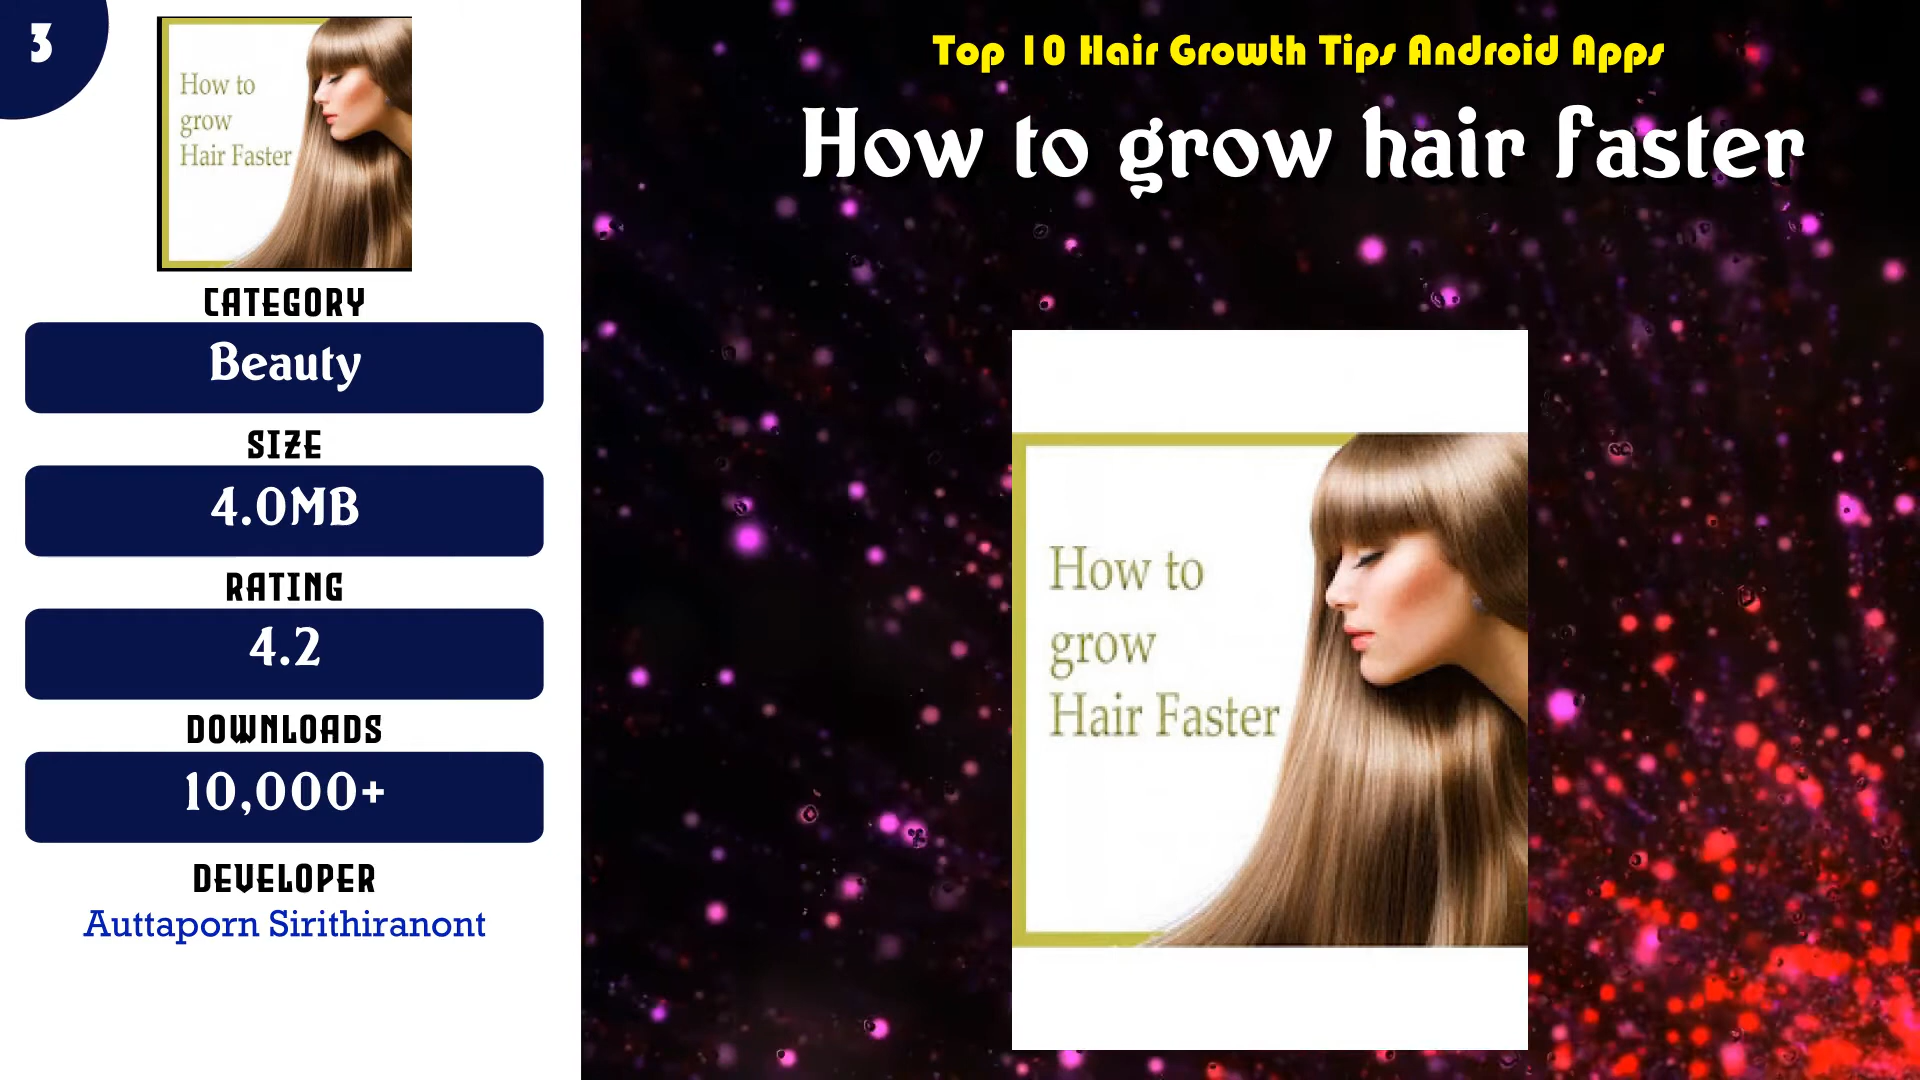 3
How to
grow
Hair Faster
CATEGORY
Beauty
SIZE
4.0MB
RATING
4.2
DOWNLOADS
10,000+
DEVELOPER
Auttaporn Sirithiranont
Top 10 Hair Growth Tips Android Apps
How to grow hair faster
How to
grow
Hair Faster